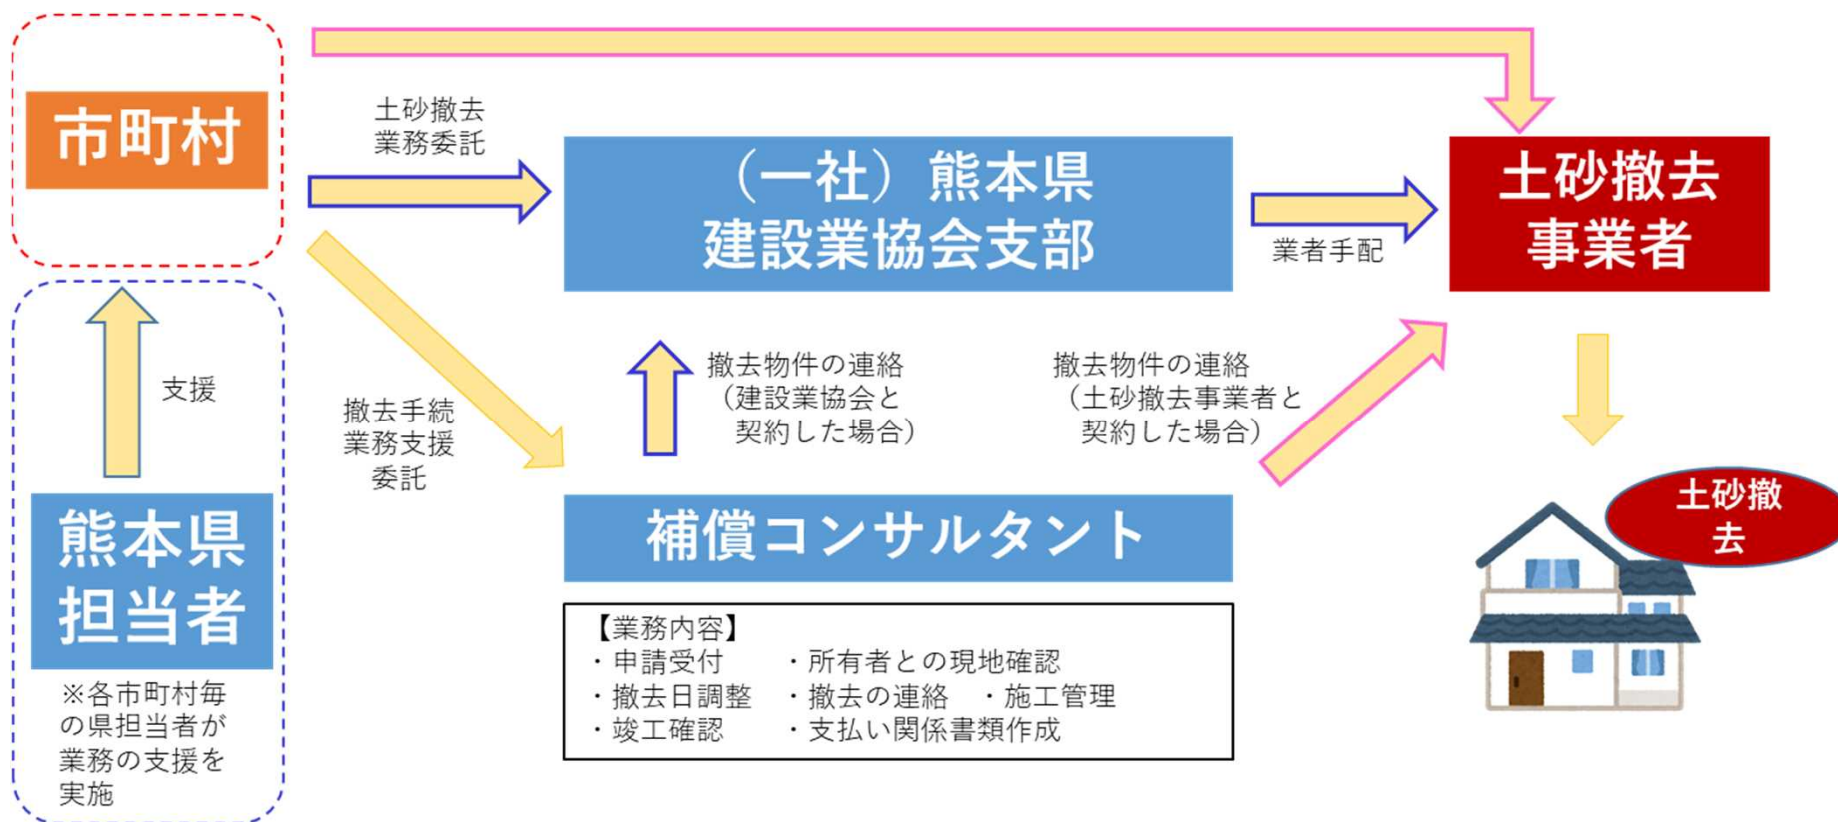 市町村
土砂撤去
業務委託
（一社）熊本県
建設業協会支部
業者手配
土砂撤去
事業者
支援
撤去手続
業務支援
委託
撤去物件の連絡
（建設業協会と
契約した場合）
撤去物件の連絡
（土砂撤去事業者と
契約した場合）
熊本県
担当者
※各市町村毎
の県担当者が
業務の支援を
実施
補償コンサルタント
【業務内容】
・申請受付　　・所有者との現地確認
・撤去日調整　・撤去の連絡　・施工管理
・竣工確認　　・支払い関係書類作成
土砂撤
去